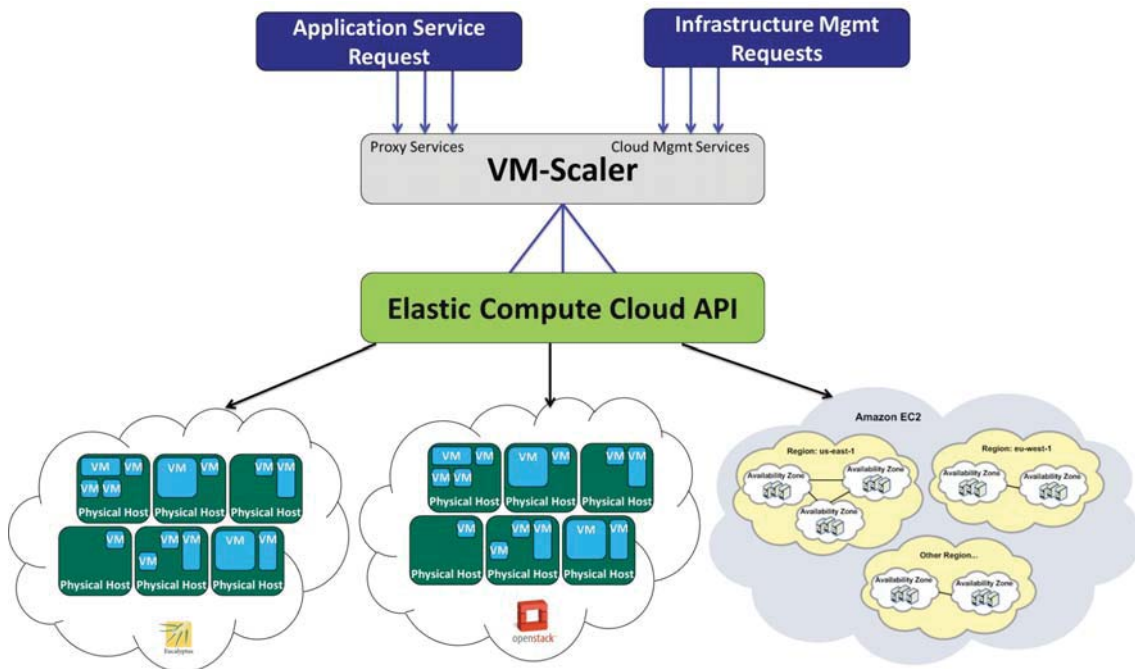 Application Service
Request
Infrastructure Mgmt
Requests
Proxy Services
Cloud Mgmt Services
VM-Scaler
Elastic Compute Cloud API
VM
VM
VM
VM
Physical Host
VM
VM
Physical Host
VM
VM
Physical Host
VM
Physical Host
VM
VM
VM
Physical Host
VM
VM
Physical Host
Eucalyptus
VM
VM
VM
VM
Physical Host
VM
VM
Physical Host
VM
VM
Physical Host
VM
Physical Host
VM
VM
VM
Physical Host
VM
VM
Physical Host
openstack
Amazon EC2
Region: us-east-1
Availability Zone
Availability Zone
Availability Zone
Region: eu-west-1
Availability Zone
Availability Zone
Other Region...
Availability Zone
Availability Zone